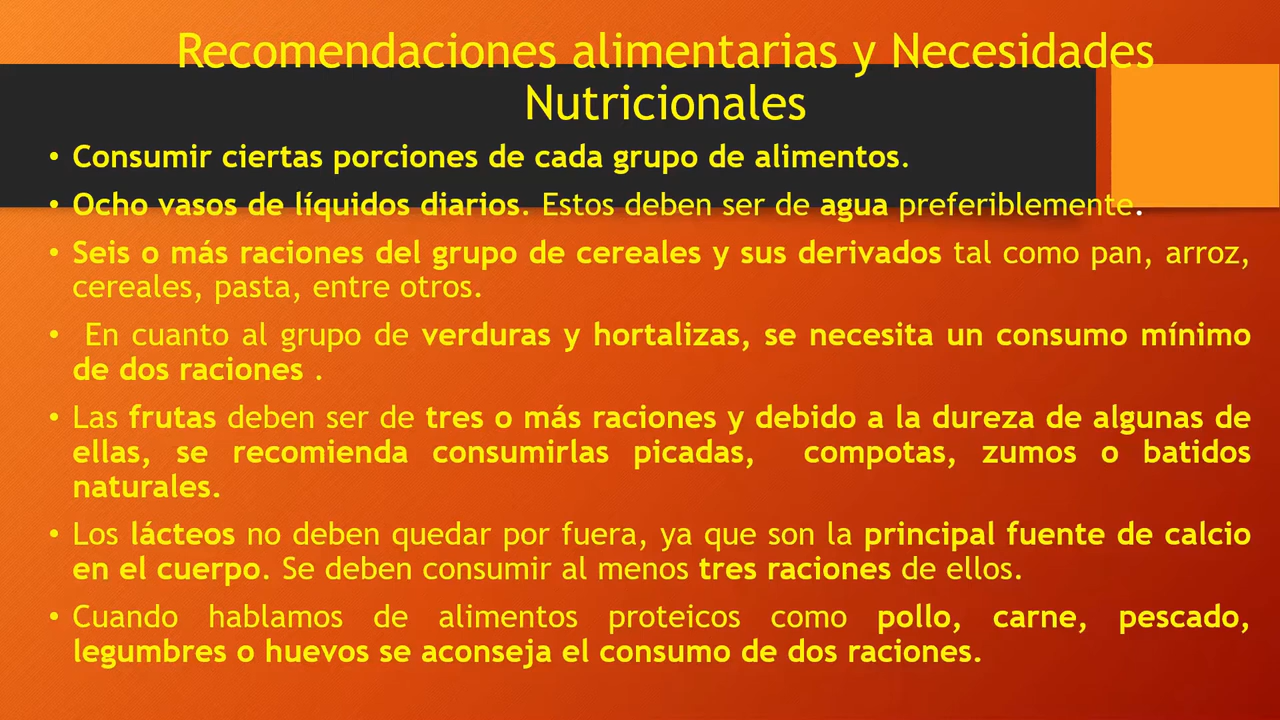 Recomendaciones alimentarias y Necesidades
Nutricionales
• Consumir ciertas porciones de cada grupo de alimentos.
• Ocho vasos de líquidos diarios. Estos deben ser de agua preferiblemente.
• Seis o más raciones del grupo de cereales y sus derivados tal como pan, arroz,
cereales, pasta, entre otros.
• En cuanto al grupo de verduras y hortalizas, se necesita un consumo mínimo
de dos raciones .
• Las frutas deben ser de tres o más raciones y debido a la dureza de algunas de
ellas, se recomienda consumirlas picadas, compotas, zumos o batidos
naturales.
• Los lácteos no deben quedar por fuera, ya que son la principal fuente de calcio
en el cuerpo. Se deben consumir al menos tres raciones de ellos.
• Cuando hablamos de alimentos proteicos como pollo, carne, pescado,
legumbres o huevos se aconseja el consumo de dos raciones.